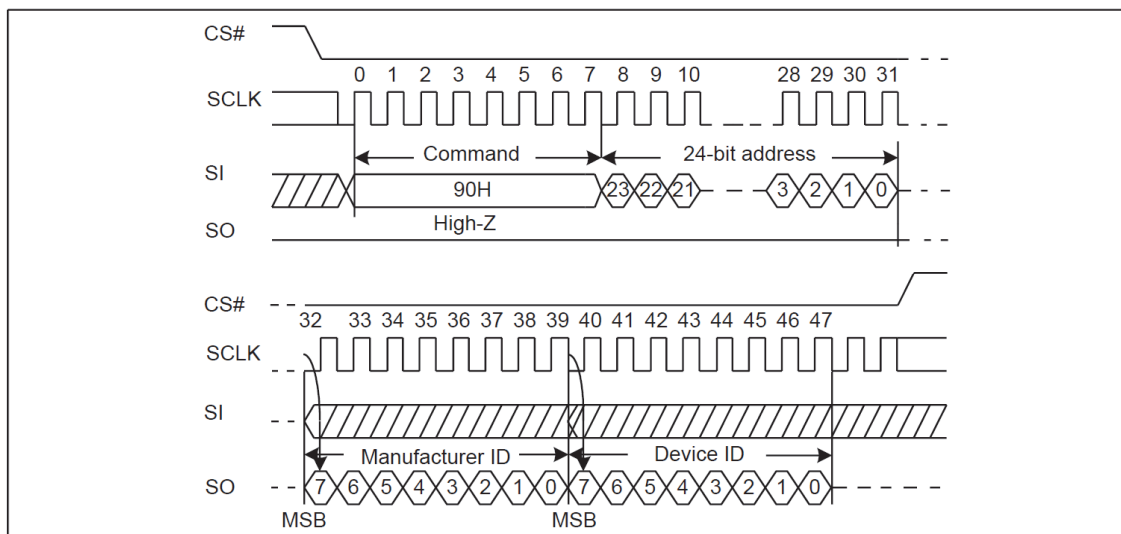 CS#
0 1 2 3 4 5 6 7 8 9 10 28 29 30 31
SCLK
Command 24-bit address
SI
90H 23 22 21 3 2 1 0
High-Z
SO
CS#
32 33 34 35 36 37 38 39 40 41 42 43 44 45 46 47
SCLK
SI
Manufacturer ID Device ID
SO 7 6 5 4 3 2 1 0 7 6 5 4 3 2 1 0
MSB MSB